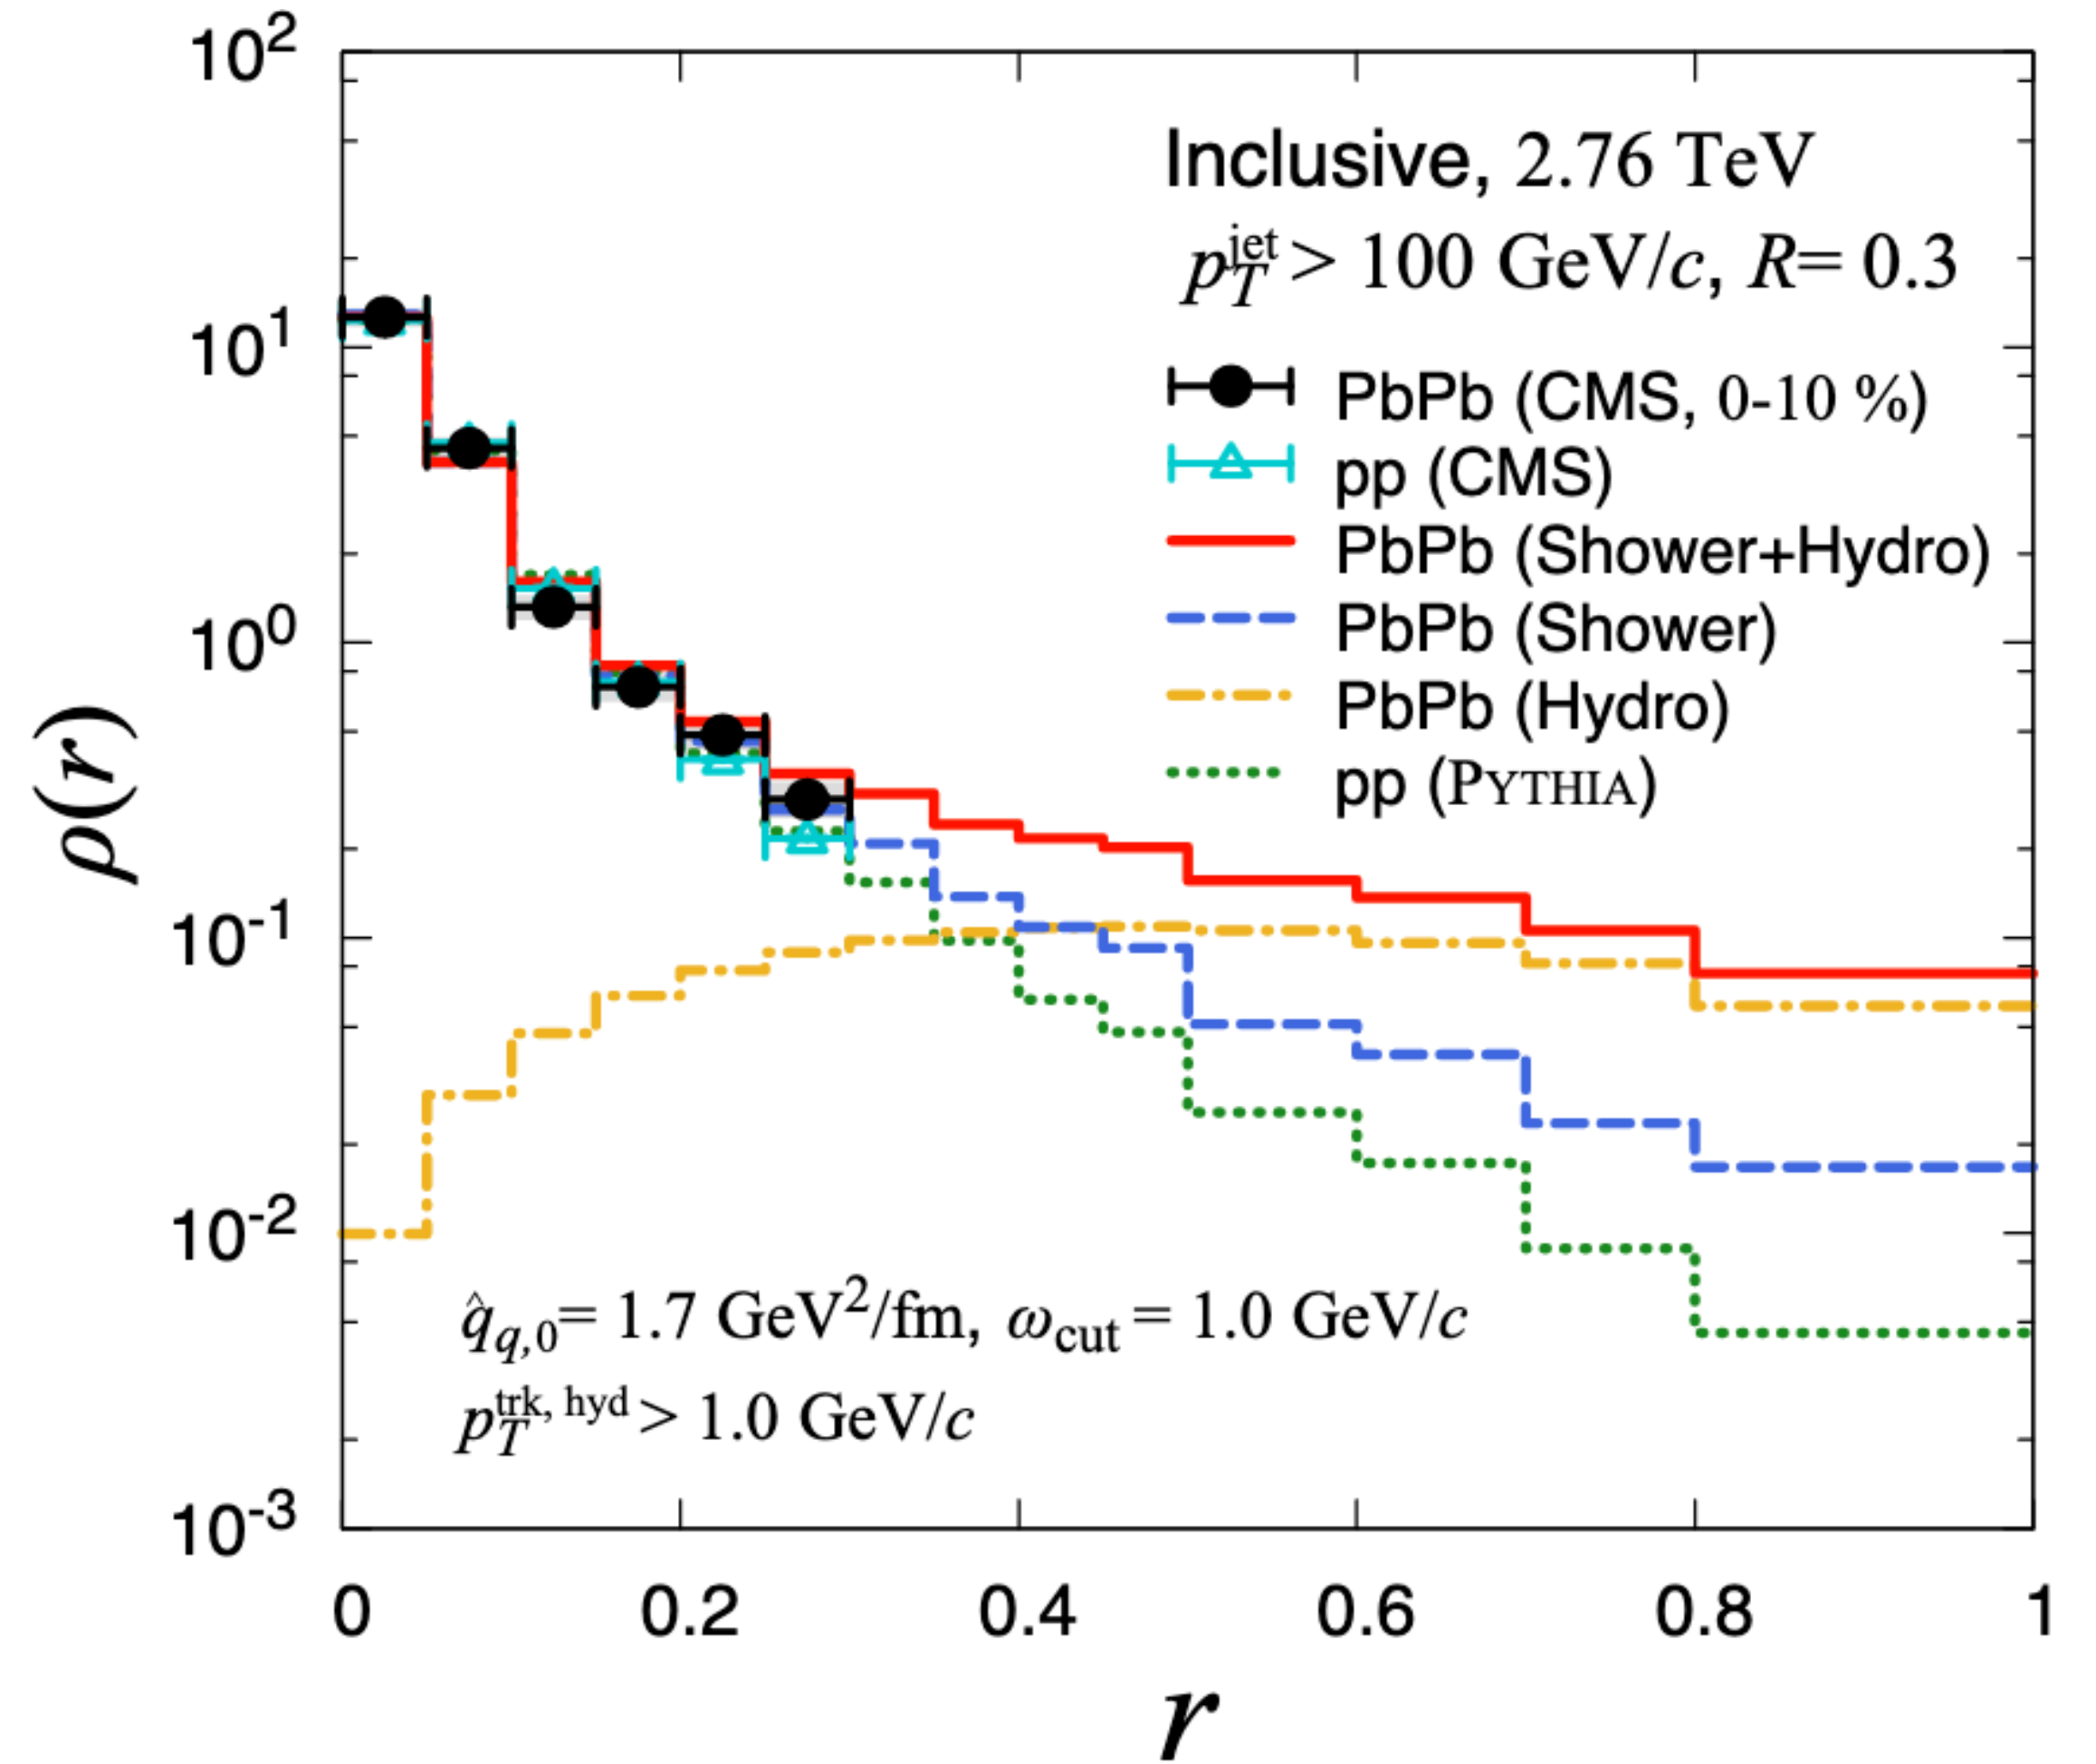 10²
10¹
10⁰
10⁻¹
10⁻²
10⁻³
ρ(r)
Inclusive, 2.76 TeV
p_T^jet > 100 GeV/c, R= 0.3
PbPb (CMS, 0-10 %)
pp (CMS)
PbPb (Shower+Hydro)
PbPb (Shower)
PbPb (Hydro)
pp (PYTHIA)
q̂_q,0= 1.7 GeV²/fm, ω_cut = 1.0 GeV/c
p_T^trk, hyd > 1.0 GeV/c
0 0.2 0.4 0.6 0.8 1
r